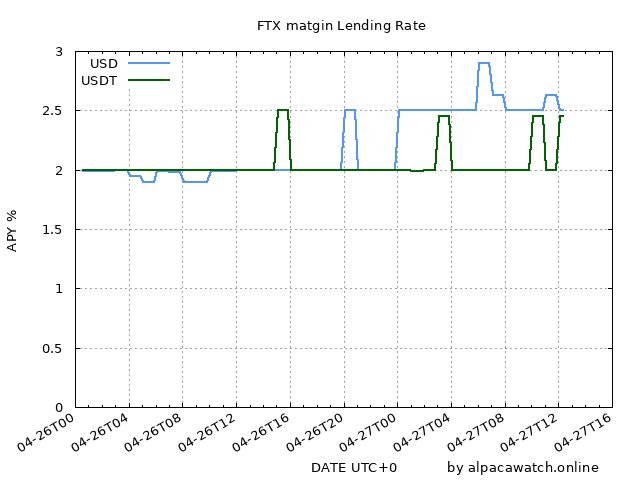 FTX matgin Lending Rate
USD
USDT
3
2.5
2
1.5
1
0.5
0
APY %
04-26T00
04-26T04
04-26T08
04-26T12
04-26T16
04-26T20
04-27T00
04-27T04
04-27T08
04-27T12
04-27T16
DATE UTC+0
by alpacawatch.online